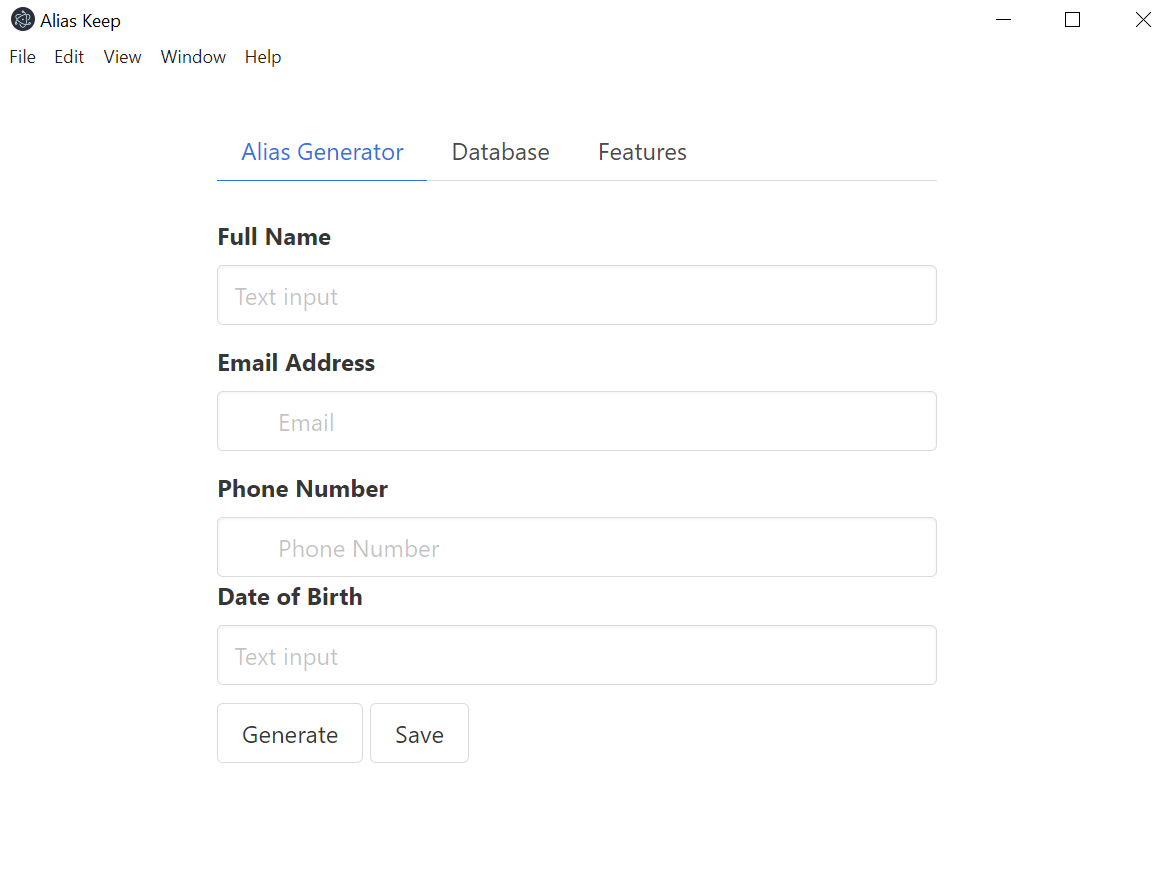 Alias Keep
File Edit View Window Help
Alias Generator Database Features
Full Name
Text input
Email Address
Email
Phone Number
Phone Number
Date of Birth
Text input
Generate Save